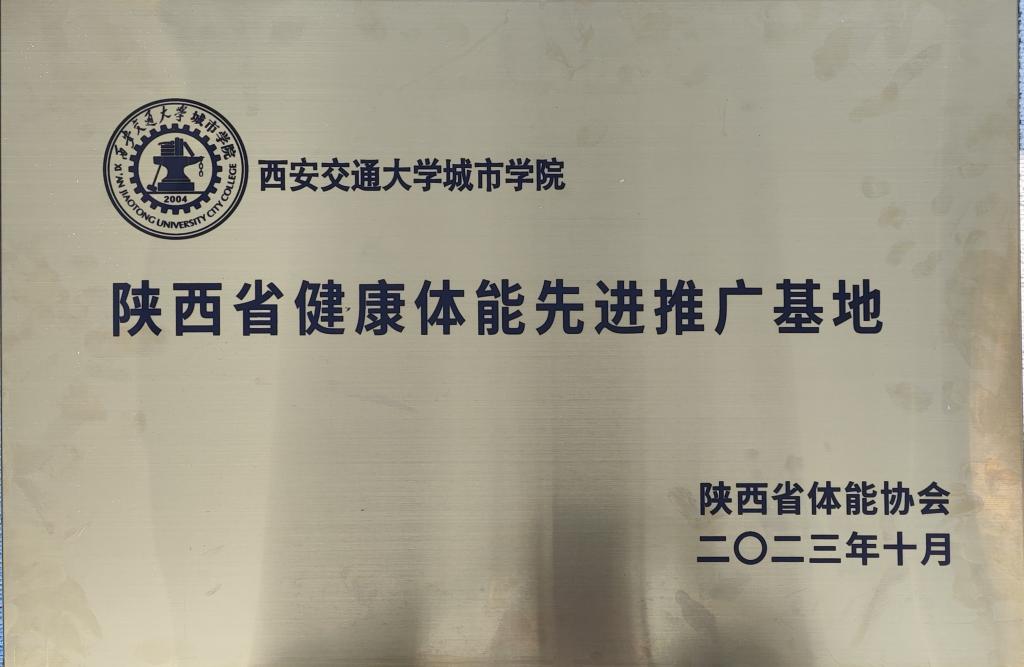 西安交通大学城市学院
XI'AN JIAOTONG UNIVERSITY CITY COLLEGE
2004
西安交通大学城市学院
陕西省健康体能先进推广基地
陕西省体能协会
二〇二三年十月